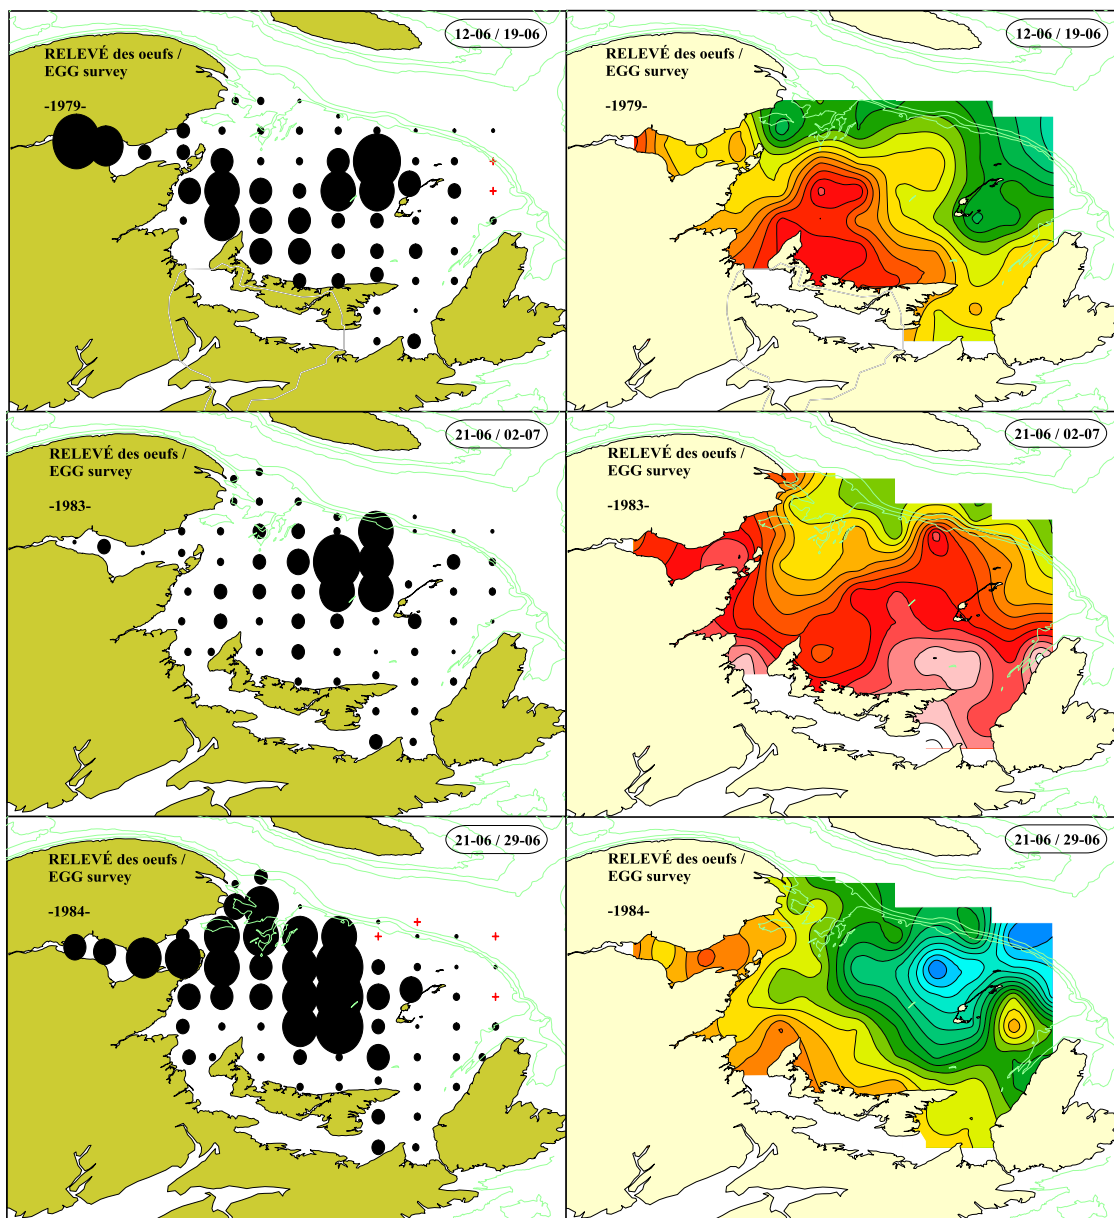 12-06 / 19-06
RELEVÉ des oeufs /
EGG survey
-1979-
12-06 / 19-06
RELEVÉ des oeufs /
EGG survey
-1979-
21-06 / 02-07
RELEVÉ des oeufs /
EGG survey
-1983-
21-06 / 02-07
RELEVÉ des oeufs /
EGG survey
-1983-
21-06 / 29-06
RELEVÉ des oeufs /
EGG survey
-1984-
21-06 / 29-06
RELEVÉ des oeufs /
EGG survey
-1984-